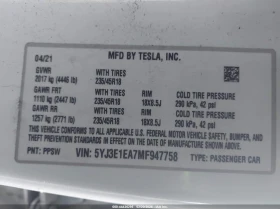 MFD BY TESLA, INC.
04/21
GVWR
2017 kg (4446 lb)
WITH TIRES
235/45R18
GAWR FRT
1110 kg (2447 lb)
WITH TIRES
235/45R18
RIMS
18X8.5J
COLD TIRE PRESSURE
290 kPa, 42 psi
GAWR RR
1257 kg (2771 lb)
WITH TIRES
235/45R18
RIMS
18X8.5J
COLD TIRE PRESSURE
290 kPa, 42 psi
THIS VEHICLE CONFORMS TO ALL APPLICABLE U.S.
FEDERAL MOTOR VEHICLE SAFETY, BUMPER, AND THEFT
PREVENTION STANDARDS IN EFFECT ON THE DATE OF
MANUFACTURE SHOWN ABOVE.
PNT: PPSW
VIN: 5YJ3E1EA7MF947758
TYPE: PASSENGER CAR